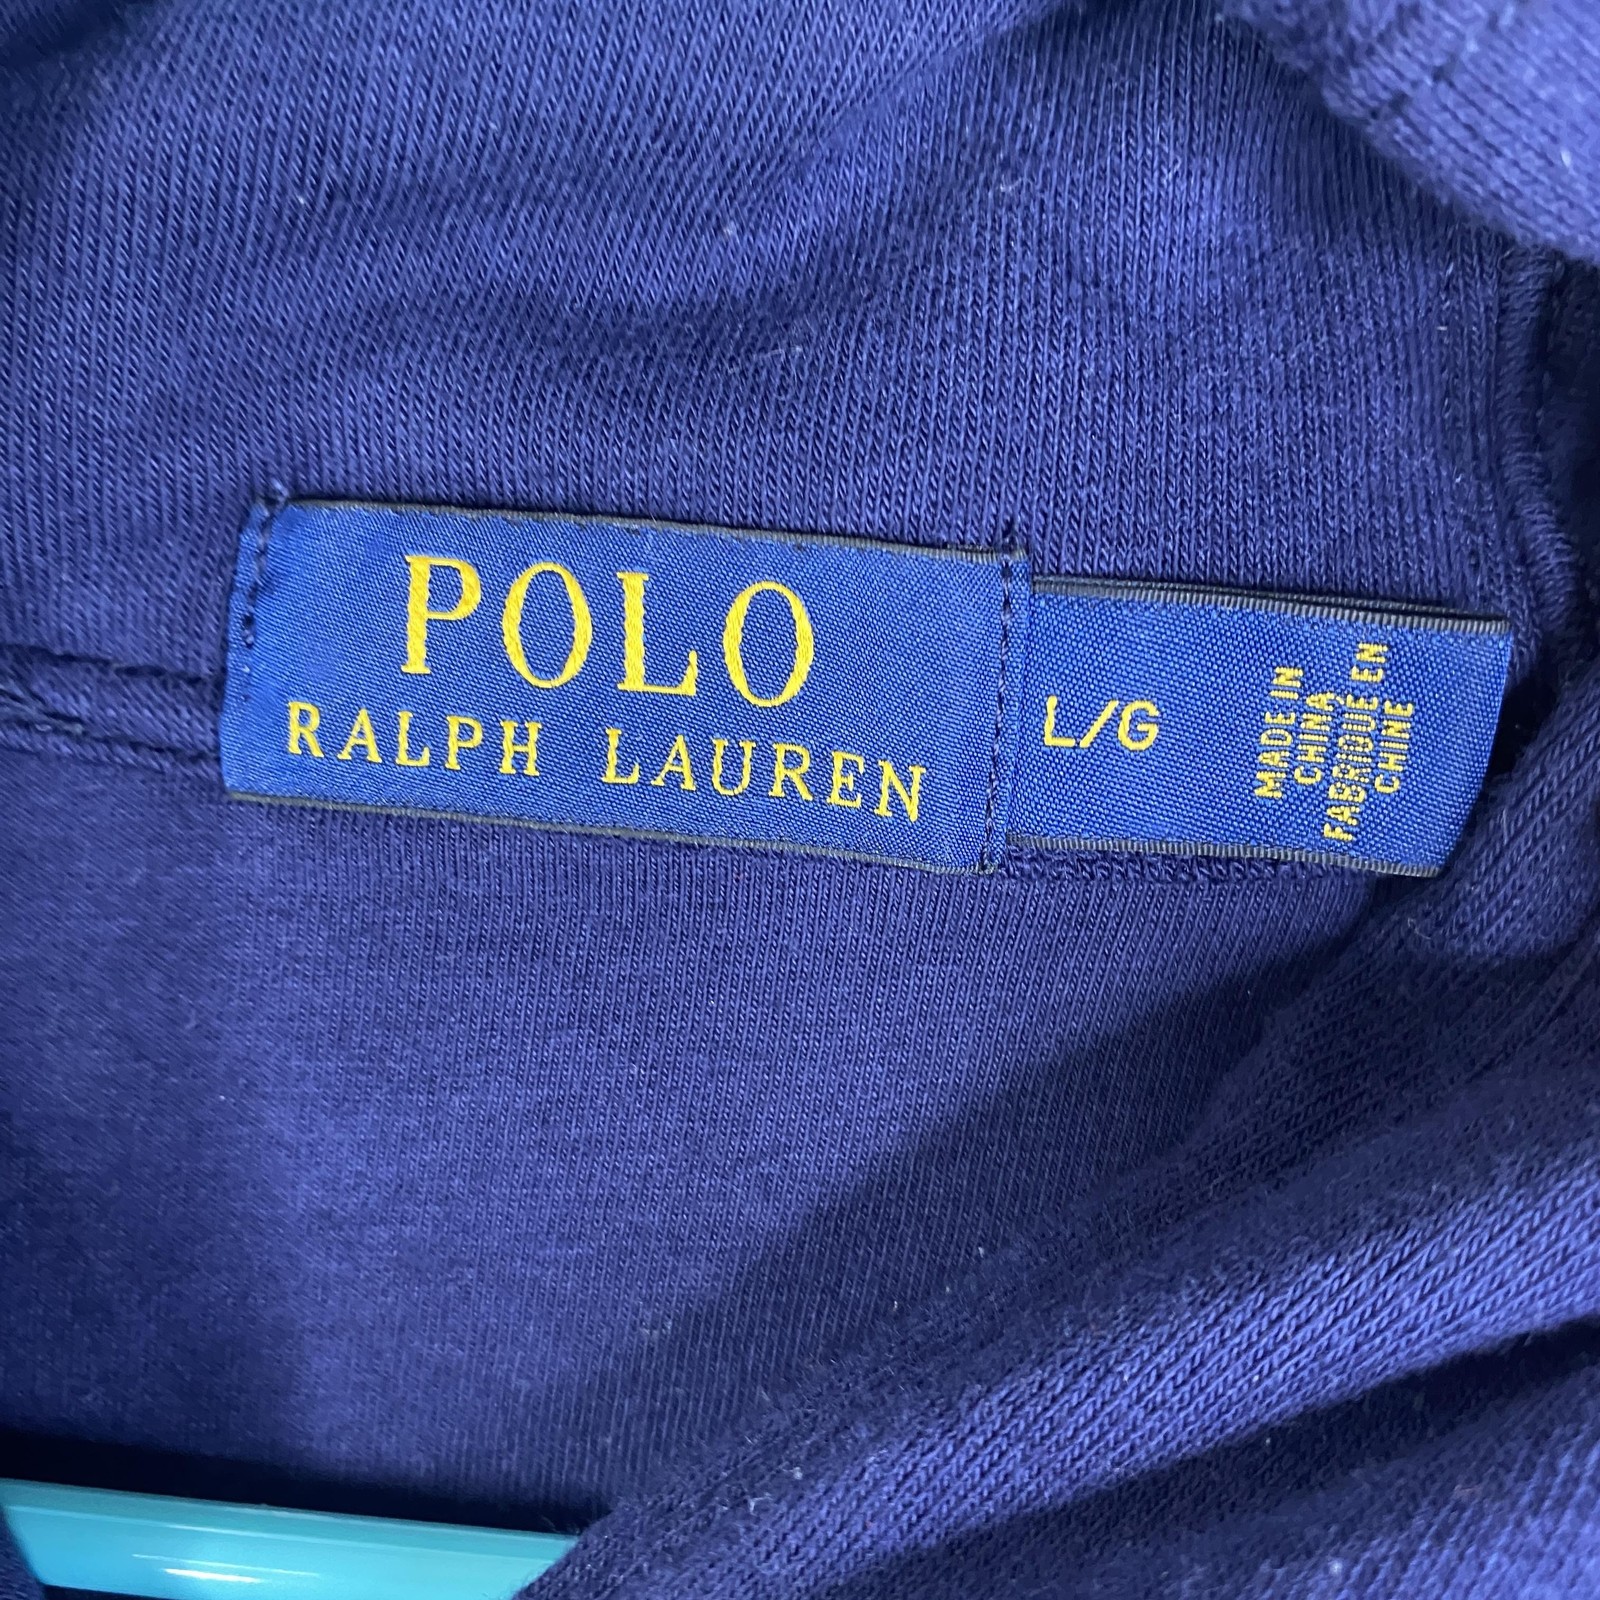 POLO
RALPH LAUREN
L/G
MADE IN
CHINA
FABRIQUE EN
CHINE